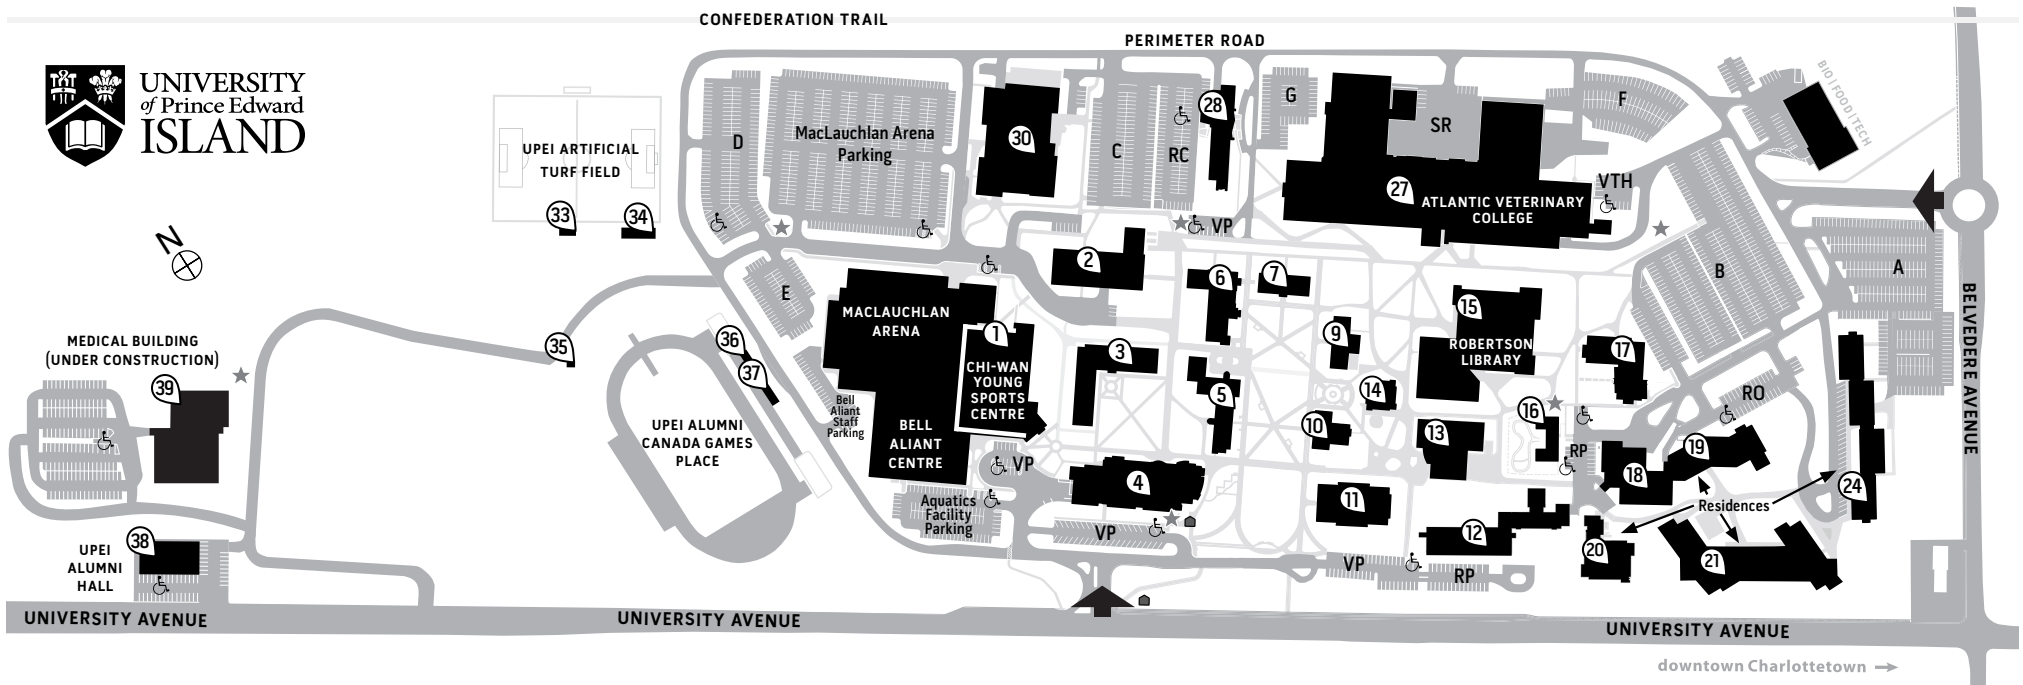 CONFEDERATION TRAIL
PERIMETER ROAD
UNIVERSITY
of Prince Edward
ISLAND
BIO | FOOD | TECH
UPEI ARTIFICIAL
TURF FIELD
33
34
D
MacLauchlan Arena
Parking
30
C
RC
28
G
SR
F
27
ATLANTIC VETERINARY
COLLEGE
VTH
VP
N
E
MACLAUCHLAN
ARENA
1
CHI-WAN
YOUNG
SPORTS
CENTRE
BELL
ALIANT
CENTRE
2
3
4
5
6
7
9
10
11
12
13
14
15
ROBERTSON
LIBRARY
16
17
B
A
BELVEDERE AVENUE
RO
RP
18
19
20
21
24
Residences
MEDICAL BUILDING
(UNDER CONSTRUCTION)
39
35
36
37
UPEI ALUMNI
CANADA GAMES
PLACE
Bell
Aliant
Staff
Parking
VP
Aquatics
Facility
Parking
VP
VP
RP
38
UPEI
ALUMNI
HALL
UNIVERSITY AVENUE
UNIVERSITY AVENUE
UNIVERSITY AVENUE
downtown Charlottetown